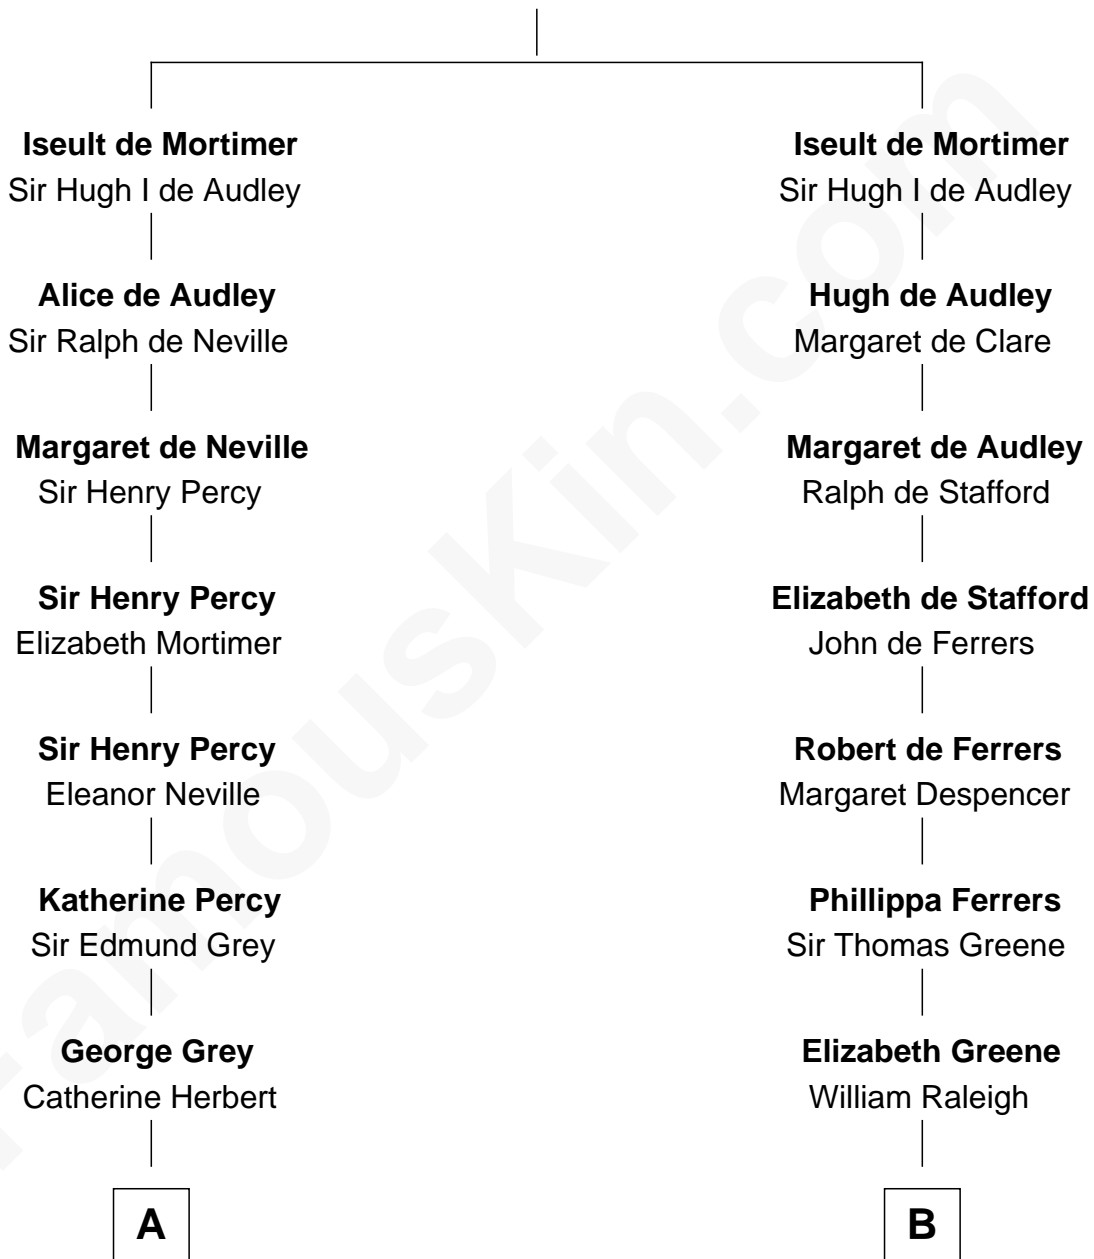 Iseult de Mortimer
Sir Hugh I de Audley
Alice de Audley
Sir Ralph de Neville
Margaret de Neville
Sir Henry Percy
Sir Henry Percy
Elizabeth Mortimer
Sir Henry Percy
Eleanor Neville
Katherine Percy
Sir Edmund Grey
George Grey
Catherine Herbert
A
Iseult de Mortimer
Sir Hugh I de Audley
Hugh de Audley
Margaret de Clare
Margaret de Audley
Ralph de Stafford
Elizabeth de Stafford
John de Ferrers
Robert de Ferrers
Margaret Despencer
Phillippa Ferrers
Sir Thomas Greene
Elizabeth Greene
William Raleigh
B
FamousKin.com